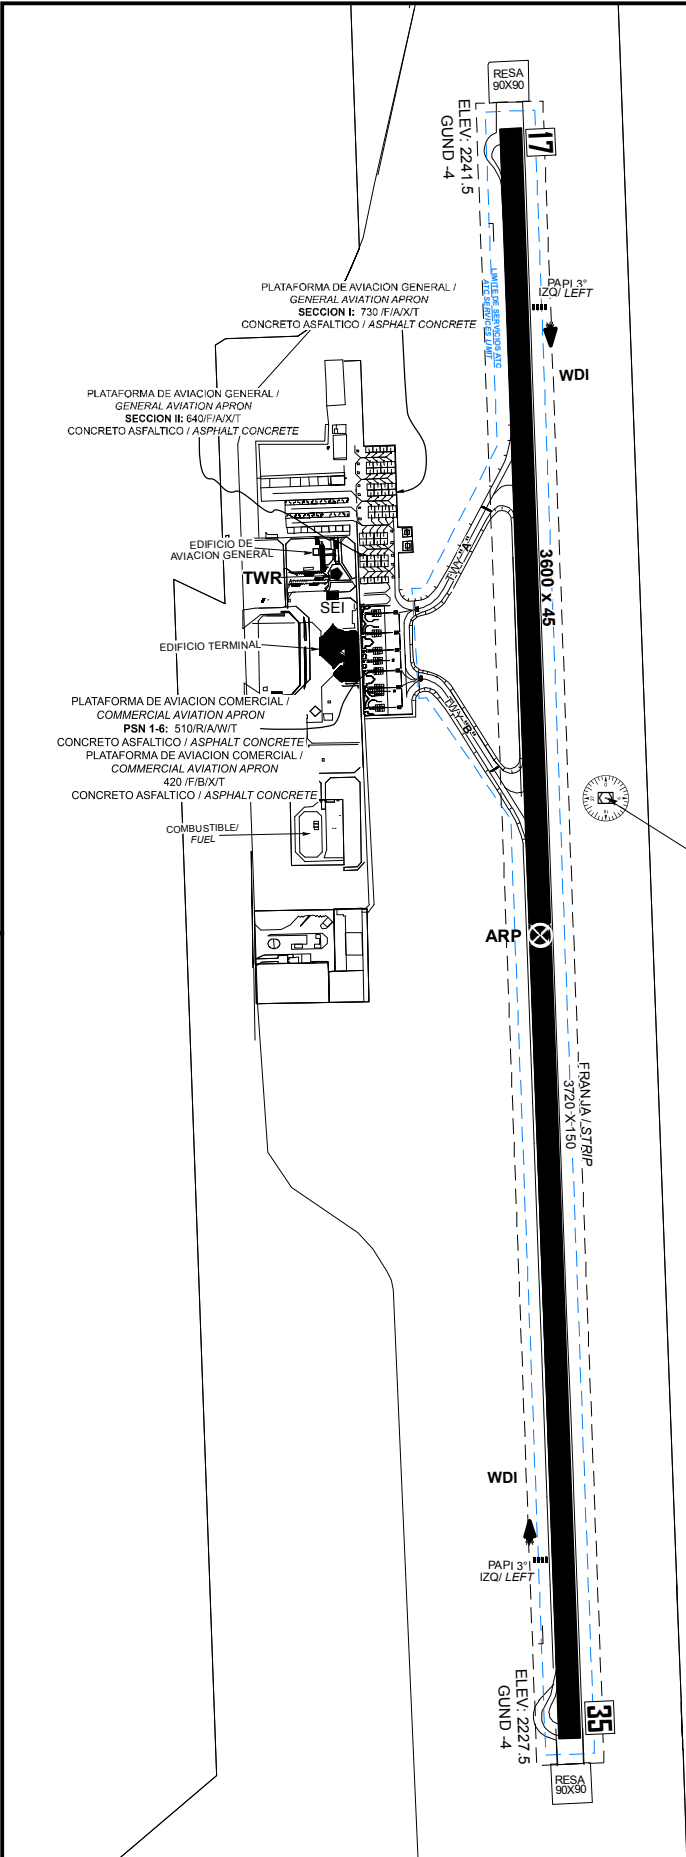 RESA
90X90
17
ELEV: 2241.5
GUND -4
PAPI 3°
IZQ/ LEFT
LIMITE DE SERVICIOS ATC
ATC SERVICES LIMIT
WDI
PLATAFORMA DE AVIACION GENERAL /
GENERAL AVIATION APRON
SECCION I: 730 /F/A/X/T
CONCRETO ASFALTICO / ASPHALT CONCRETE
PLATAFORMA DE AVIACION GENERAL /
GENERAL AVIATION APRON
SECCION II: 640/F/A/X/T
CONCRETO ASFALTICO / ASPHALT CONCRETE
EDIFICIO DE
AVIACION GENERAL
TWR
SEI
TWY "A"
3600 X 45
EDIFICIO TERMINAL
TWY "B"
PLATAFORMA DE AVIACION COMERCIAL /
COMMERCIAL AVIATION APRON
PSN 1-6: 510/R/A/W/T
CONCRETO ASFALTICO / ASPHALT CONCRETE
PLATAFORMA DE AVIACION COMERCIAL /
COMMERCIAL AVIATION APRON
420 /F/B/X/T
CONCRETO ASFALTICO / ASPHALT CONCRETE
COMBUSTIBLE/
FUEL
ARP
FRANJA / STRIP
3720 X 150
WDI
PAPI 3°
IZQ/ LEFT
ELEV: 2227.5
GUND -4
35
RESA
90X90